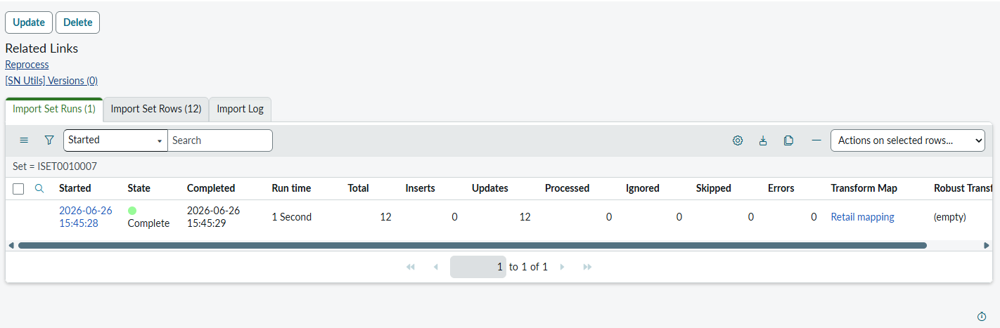 Update Delete
Related Links
Reprocess
[SN Utils] Versions (0)
Import Set Runs (1) Import Set Rows (12) Import Log
Started Search Actions on selected rows...
Set = ISET0010007
Started State Completed Run time Total Inserts Updates Processed Ignored Skipped Errors Transform Map Robust Transf
2026-06-26 15:45:28 Complete 2026-06-26 15:45:29 1 Second 12 0 12 0 0 0 0 Retail mapping (empty)
1 to 1 of 1